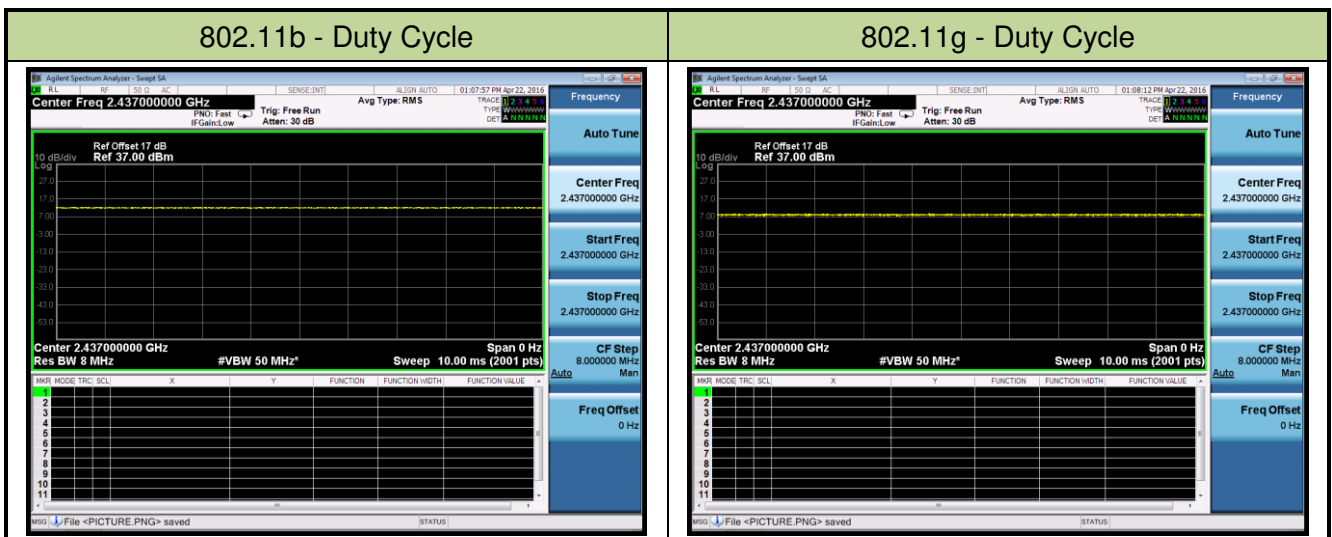 802.11b - Duty Cycle
Agilent Spectrum Analyzer - Swept SA
RL RF 50 Ω AC SENSE:INT ALIGN AUTO 01:07:57 PM Apr 22, 2016
Center Freq 2.437000000 GHz
PNO: Fast
IFGain:Low
Trig: Free Run
Atten: 30 dB
Avg Type: RMS
TRACE 1 2 3 4 5 6
TYPE WWWWWW
DET A NNNNN
Ref Offset 17 dB
10 dB/div Ref 37.00 dBm
Log
27.0
17.0
7.00
-3.00
-13.0
-23.0
-33.0
-43.0
-53.0
Center 2.437000000 GHz Span 0 Hz
Res BW 8 MHz #VBW 50 MHz* Sweep 10.00 ms (2001 pts)
MKR MODE TRC SCL X Y FUNCTION FUNCTION WIDTH FUNCTION VALUE
1
2
3
4
5
6
7
8
9
10
11
MSG File <PICTURE.PNG> saved STATUS
Frequency
Auto Tune
Center Freq
2.437000000 GHz
Start Freq
2.437000000 GHz
Stop Freq
2.437000000 GHz
CF Step
8.000000 MHz
Auto Man
Freq Offset
0 Hz
802.11g - Duty Cycle
Agilent Spectrum Analyzer - Swept SA
RL RF 50 Ω AC SENSE:INT ALIGN AUTO 01:08:12 PM Apr 22, 2016
Center Freq 2.437000000 GHz
PNO: Fast
IFGain:Low
Trig: Free Run
Atten: 30 dB
Avg Type: RMS
TRACE 1 2 3 4 5 6
TYPE WWWWWW
DET A NNNNN
Ref Offset 17 dB
10 dB/div Ref 37.00 dBm
Log
27.0
17.0
7.00
-3.00
-13.0
-23.0
-33.0
-43.0
-53.0
Center 2.437000000 GHz Span 0 Hz
Res BW 8 MHz #VBW 50 MHz* Sweep 10.00 ms (2001 pts)
MKR MODE TRC SCL X Y FUNCTION FUNCTION WIDTH FUNCTION VALUE
1
2
3
4
5
6
7
8
9
10
11
MSG File <PICTURE.PNG> saved STATUS
Frequency
Auto Tune
Center Freq
2.437000000 GHz
Start Freq
2.437000000 GHz
Stop Freq
2.437000000 GHz
CF Step
8.000000 MHz
Auto Man
Freq Offset
0 Hz